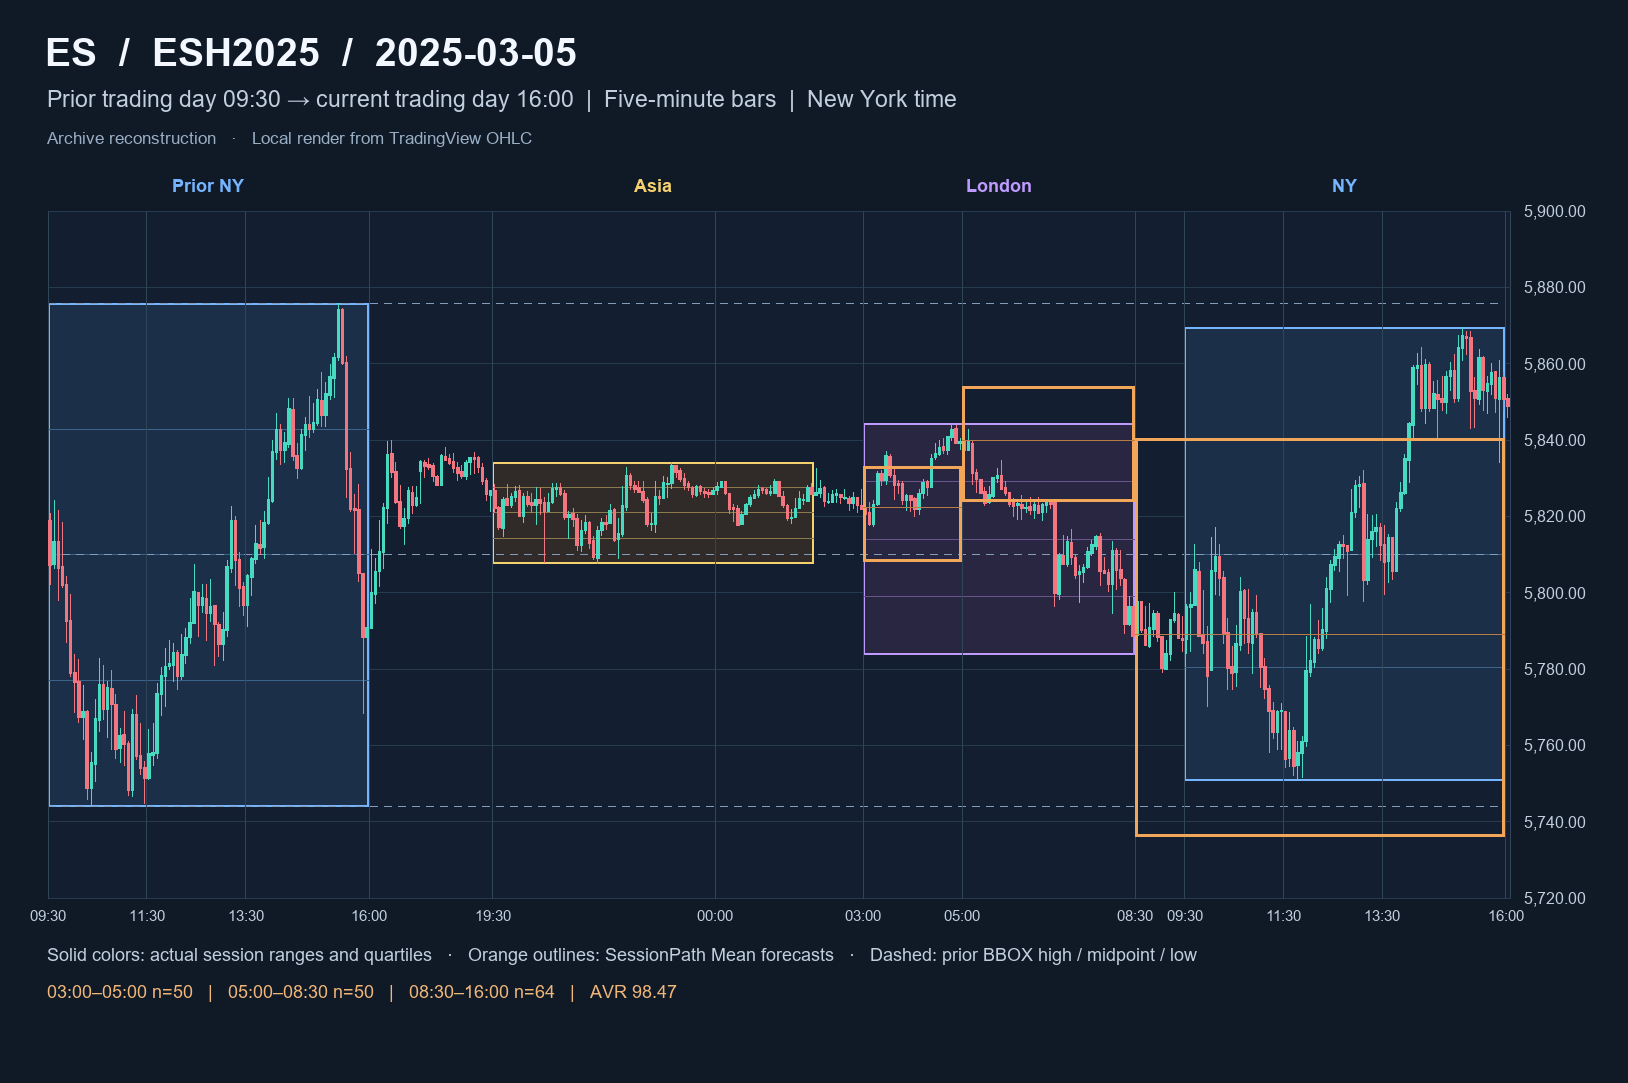 ES / ESH2025 / 2025-03-05
Prior trading day 09:30 → current trading day 16:00 | Five-minute bars | New York time
Archive reconstruction · Local render from TradingView OHLC
Prior NY Asia London NY
5,900.00
5,880.00
5,860.00
5,840.00
5,820.00
5,800.00
5,780.00
5,760.00
5,740.00
5,720.00
09:30 11:30 13:30 16:00 19:30 00:00 03:00 05:00 08:30 09:30 11:30 13:30 16:00
Solid colors: actual session ranges and quartiles · Orange outlines: SessionPath Mean forecasts · Dashed: prior BBOX high / midpoint / low
03:00–05:00 n=50 | 05:00–08:30 n=50 | 08:30–16:00 n=64 | AVR 98.47